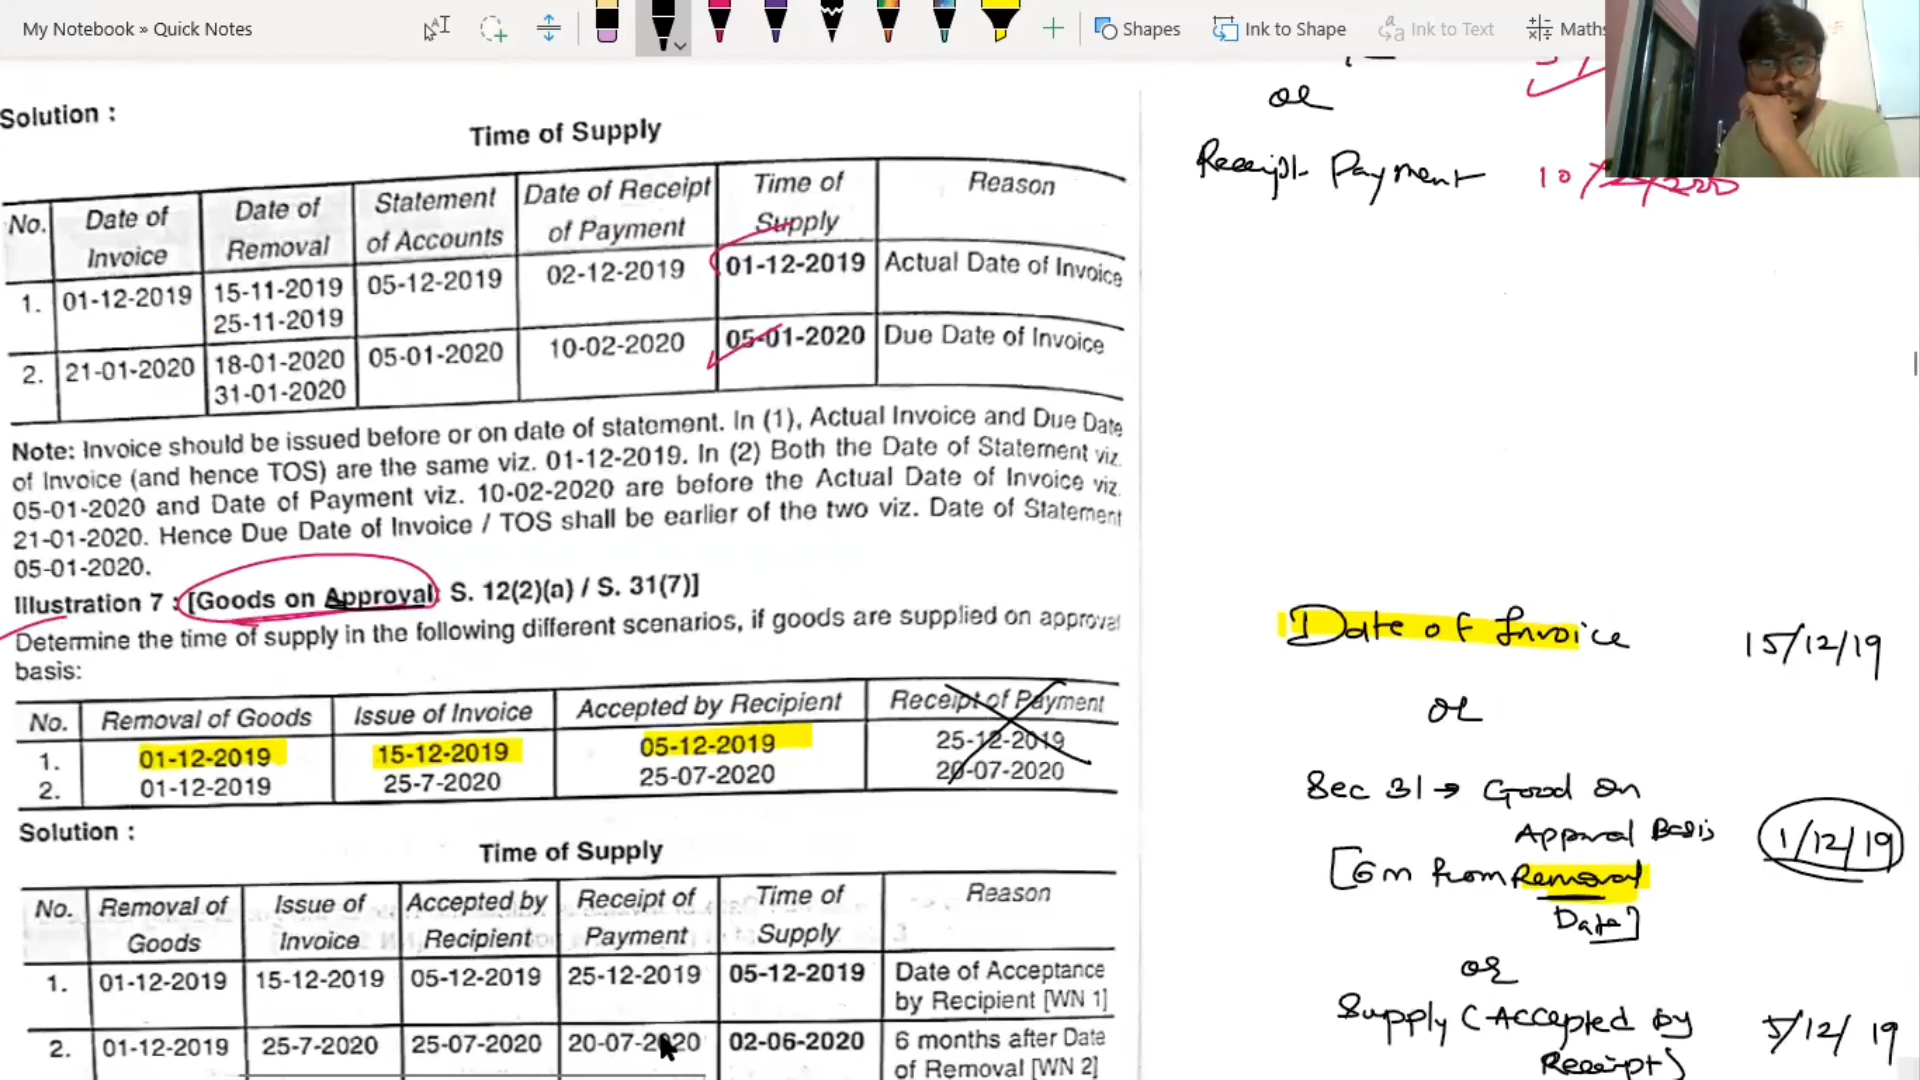 My Notebook » Quick Notes
Shapes
Ink to Shape
Ink to Text
Maths
Solution :
Time of Supply
No. Date of Invoice Date of Removal Statement of Accounts Date of Receipt of Payment Time of Supply Reason
1. 01-12-2019 15-11-2019 05-12-2019 02-12-2019 01-12-2019 Actual Date of Invoice
25-11-2019
2. 21-01-2020 18-01-2020 05-01-2020 10-02-2020 05-01-2020 Due Date of Invoice
31-01-2020
Note: Invoice should be issued before or on date of statement. In (1), Actual Invoice and Due Date
of Invoice (and hence TOS) are the same viz. 01-12-2019. In (2) Both the Date of Statement viz.
05-01-2020 and Date of Payment viz. 10-02-2020 are before the Actual Date of Invoice viz.
21-01-2020. Hence Due Date of Invoice / TOS shall be earlier of the two viz. Date of Statement
05-01-2020.
Illustration 7 : [Goods on Approval S. 12(2)(a) / S. 31(7)]
Determine the time of supply in the following different scenarios, if goods are supplied on approval
basis:
No. Removal of Goods Issue of Invoice Accepted by Recipient Receipt of Payment
1. 01-12-2019 15-12-2019 05-12-2019 25-12-2019
2. 01-12-2019 25-7-2020 25-07-2020 20-07-2020
Solution :
Time of Supply
No. Removal of Goods Issue of Invoice Accepted by Recipient Receipt of Payment Time of Supply Reason
1. 01-12-2019 15-12-2019 05-12-2019 25-12-2019 05-12-2019 Date of Acceptance
by Recipient [WN 1]
2. 01-12-2019 25-7-2020 25-07-2020 20-07-2020 02-06-2020 6 months after Date
of Removal [WN 2]
or
Receipt Payment
Date of Invoice 15/12/19
or
Sec 31 → Good on
Approval Basis 1/12/19
[6m from Removal
Date]
or
Supply (Accepted by 5/12/19
Receipt)